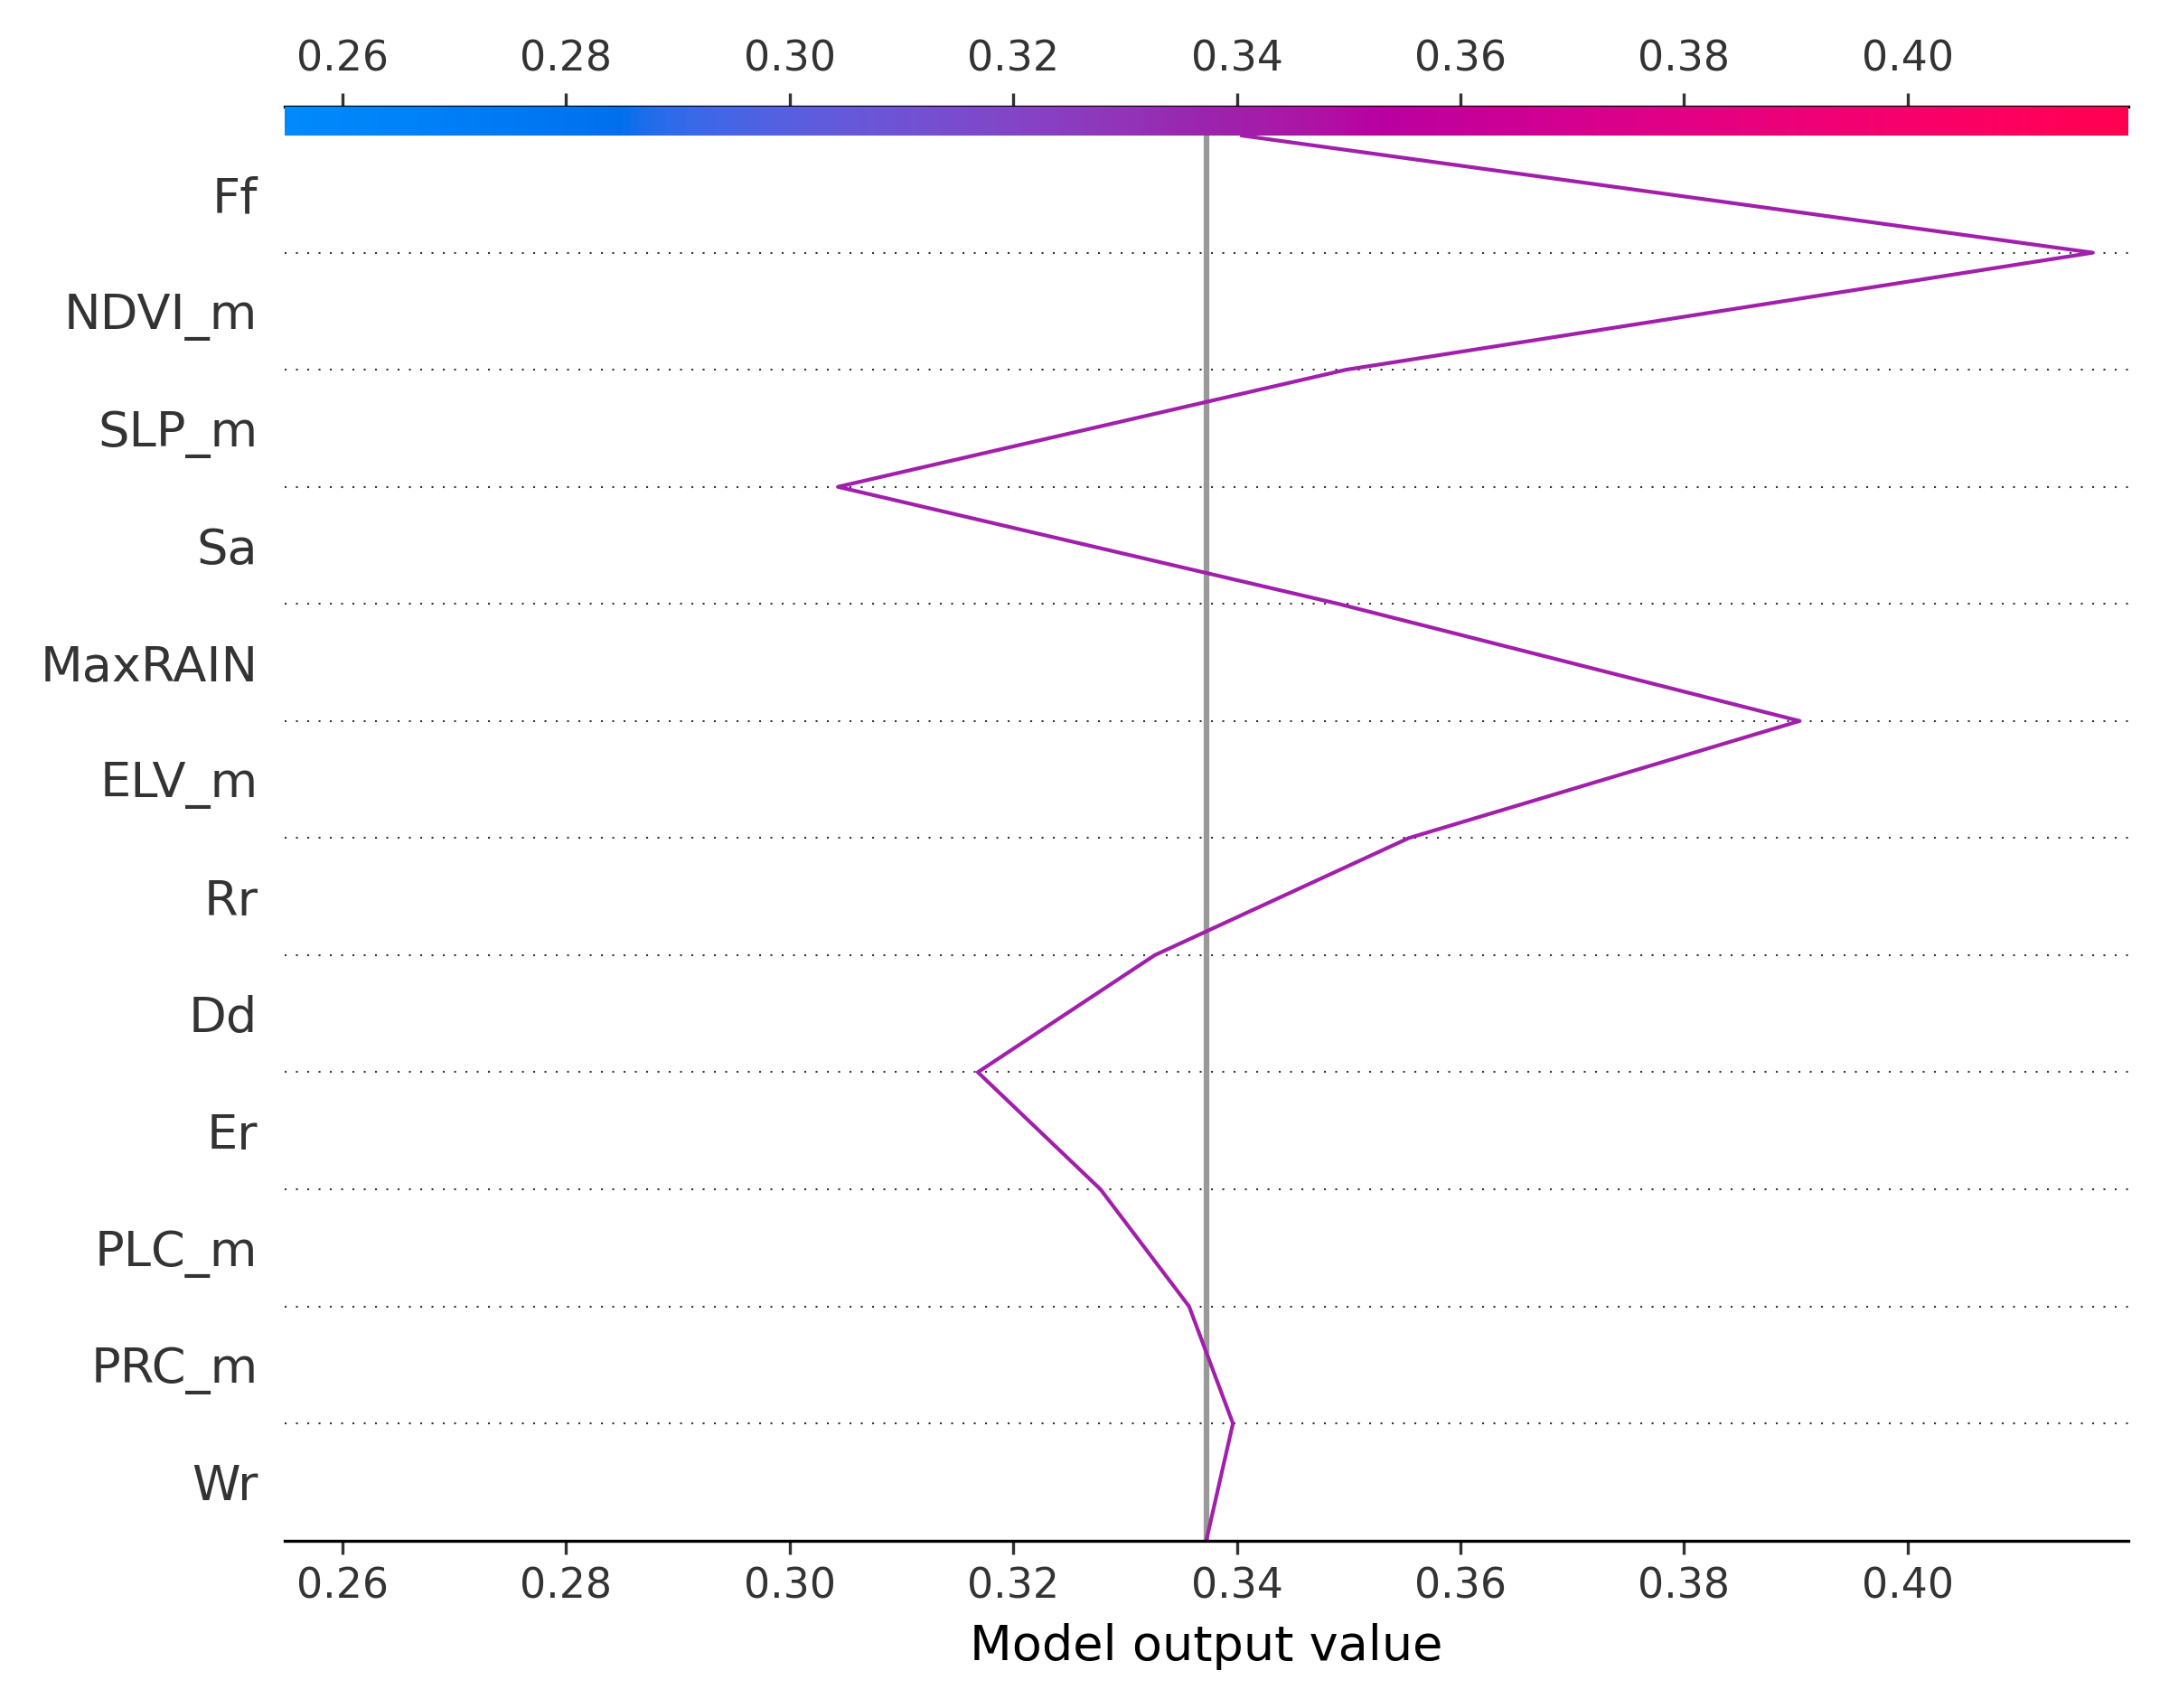 0.26 0.28 0.30 0.32 0.34 0.36 0.38 0.40
Ff
NDVI_m
SLP_m
Sa
MaxRAIN
ELV_m
Rr
Dd
Er
PLC_m
PRC_m
Wr
0.26 0.28 0.30 0.32 0.34 0.36 0.38 0.40
Model output value